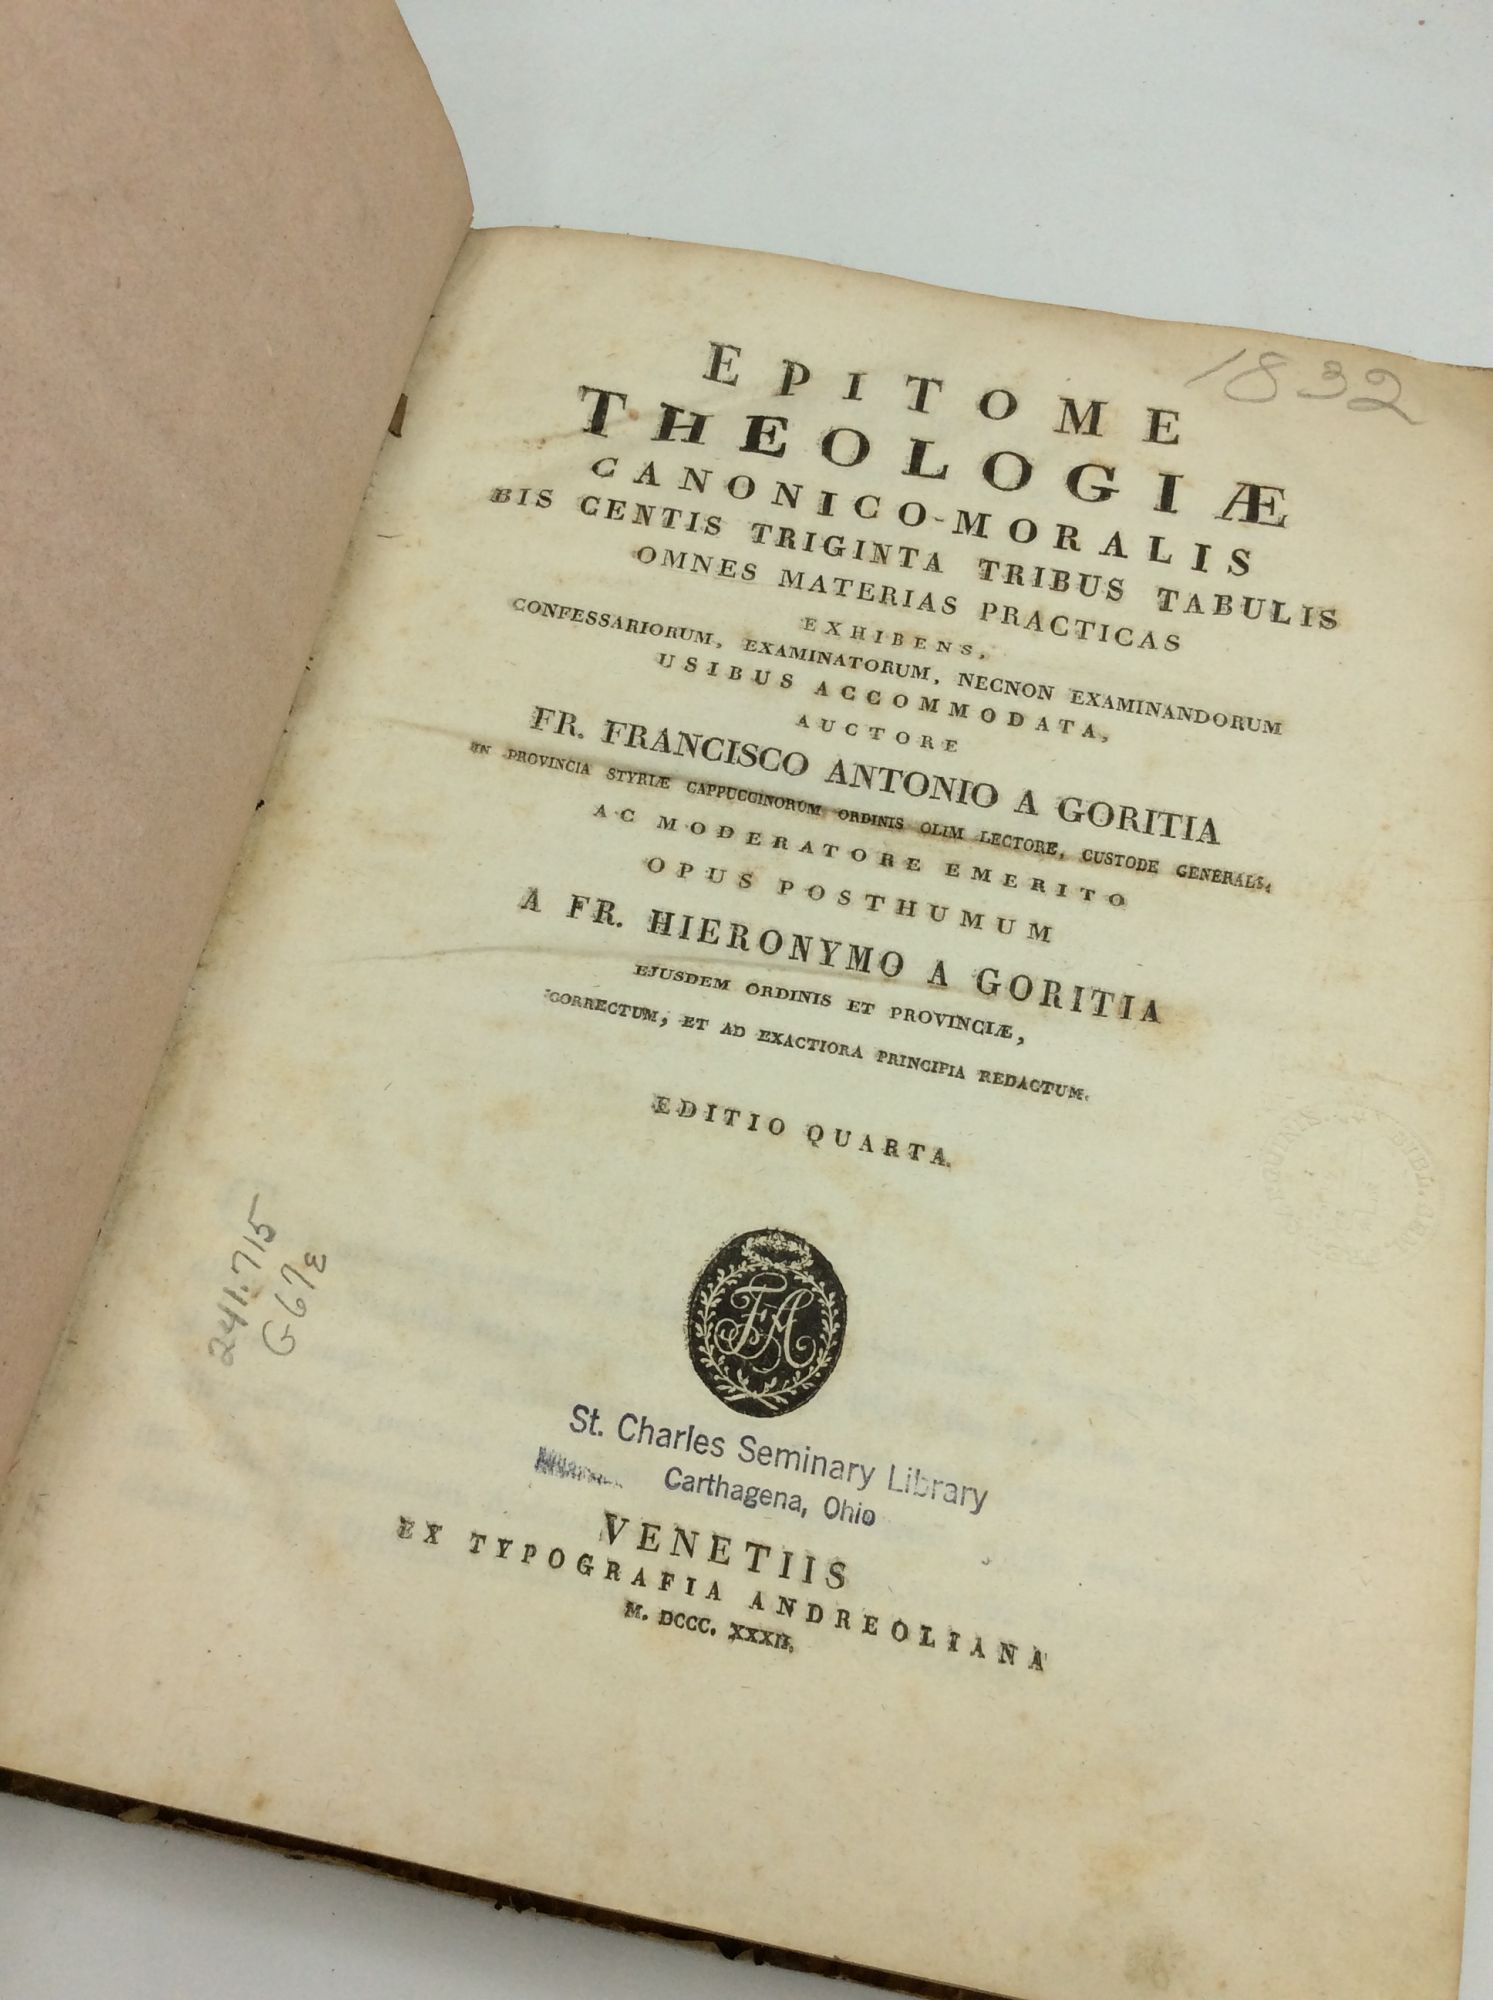 1832
EPITOME
THEOLOGIÆ
CANONICO-MORALIS
BIS CENTIS TRIGINTA TRIBUS TABULIS
OMNES MATERIAS PRACTICAS
EXHIBENS,
CONFESSARIORUM, EXAMINATORUM, NECNON EXAMINANDORUM
USIBUS ACCOMMODATA,
AUCTORE
FR. FRANCISCO ANTONIO A GORITIA
IN PROVINCIA STYRIÆ CAPPUCCINORUM ORDINIS OLIM LECTORE, CUSTODE GENERALI,
AC MODERATORE EMERITO
OPUS POSTHUMUM
A FR. HIERONYMO A GORITIA
EJUSDEM ORDINIS ET PROVINCIÆ,
CORRECTUM, ET AD EXACTIORA PRINCIPIA REDACTUM.
EDITIO QUARTA.
241.715
G67e
FA
St. Charles Seminary Library
Carthagena, Ohio
VENETIIS
EX TYPOGRAFIA ANDREOLIANA
M. DCCC. XXXII.